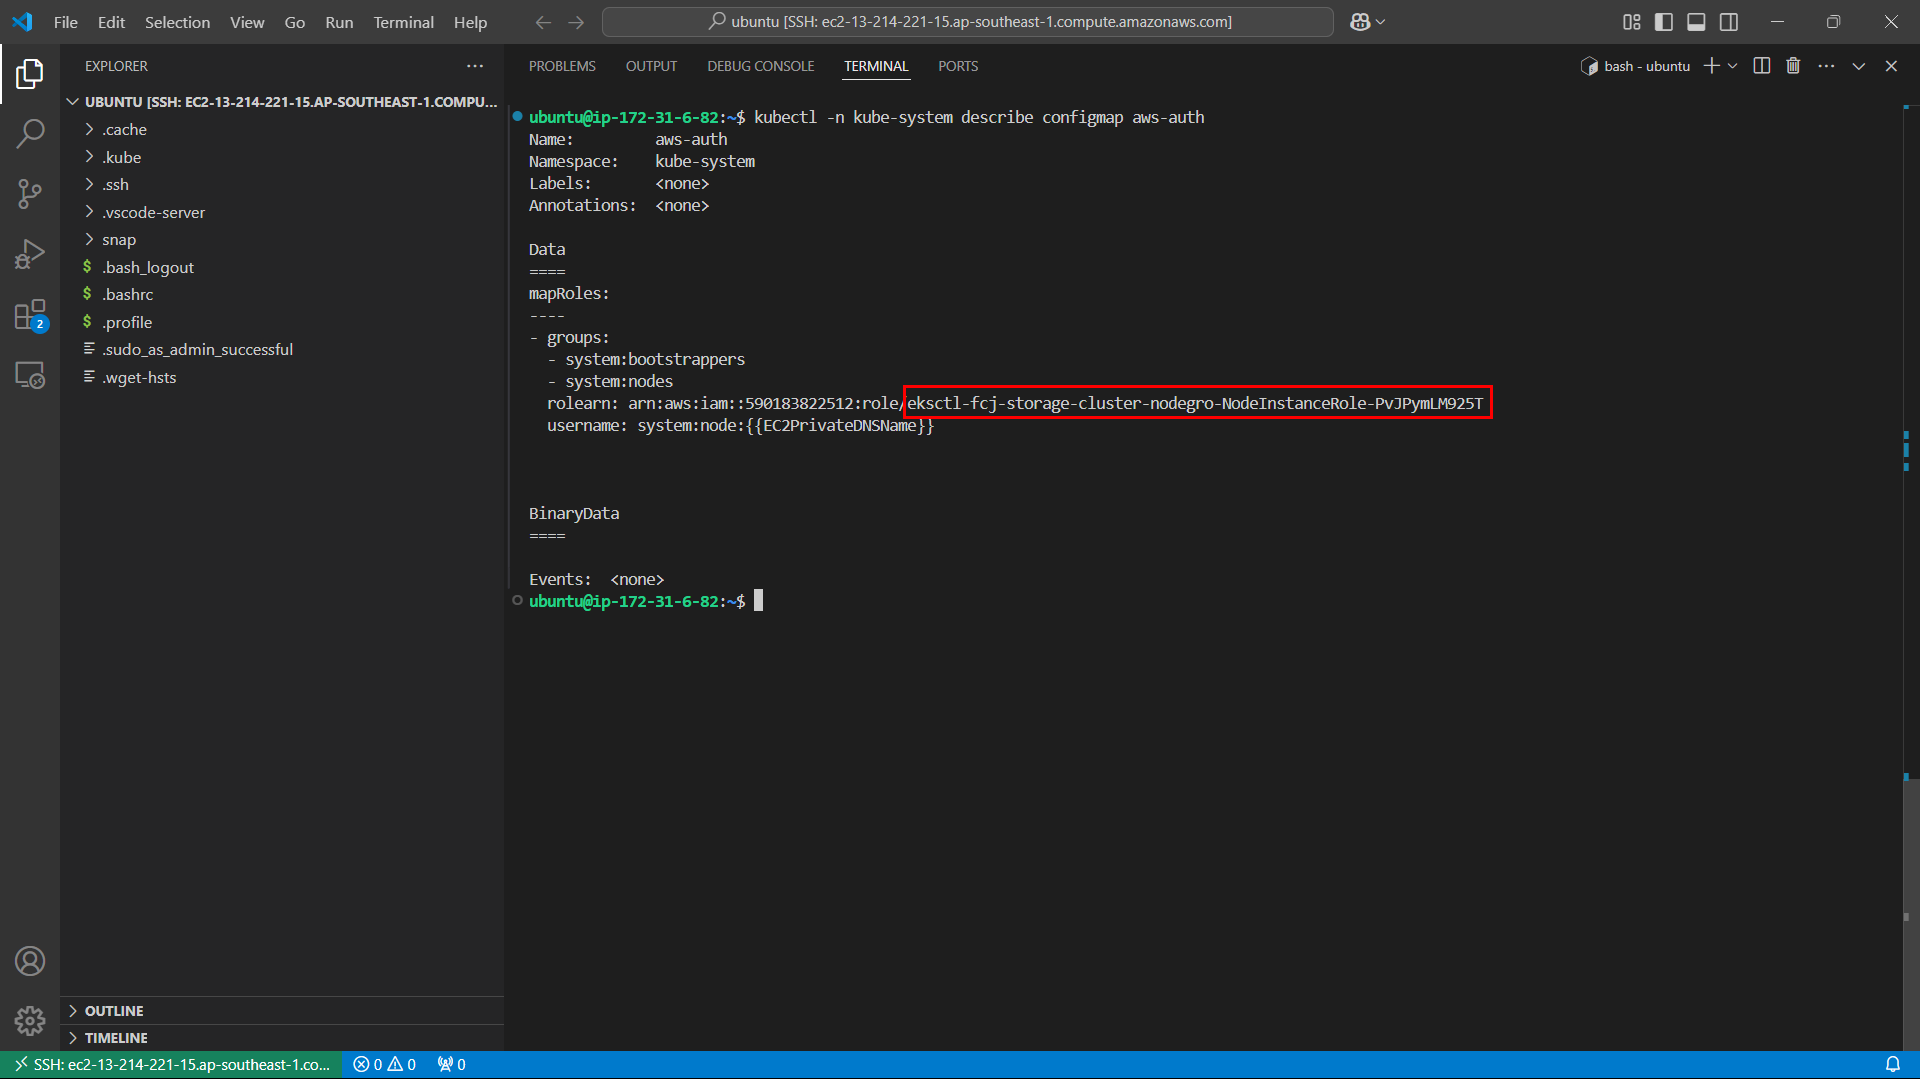 File Edit Selection View Go Run Terminal Help
ubuntu [SSH: ec2-13-214-221-15.ap-southeast-1.compute.amazonaws.com]
EXPLORER
UBUNTU [SSH: EC2-13-214-221-15.AP-SOUTHEAST-1.COMPU...
.cache
.kube
.ssh
.vscode-server
snap
$ .bash_logout
$ .bashrc
$ .profile
.sudo_as_admin_successful
.wget-hsts
2
OUTLINE
TIMELINE
PROBLEMS OUTPUT DEBUG CONSOLE TERMINAL PORTS
bash - ubuntu
ubuntu@ip-172-31-6-82:~$ kubectl -n kube-system describe configmap aws-auth
Name:         aws-auth
Namespace:    kube-system
Labels:       <none>
Annotations:  <none>
Data
====
mapRoles:
----
- groups:
  - system:bootstrappers
  - system:nodes
  rolearn: arn:aws:iam::590183822512:role/eksctl-fcj-storage-cluster-nodegro-NodeInstanceRole-PvJPymLM925T
  username: system:node:{{EC2PrivateDNSName}}
BinaryData
====
Events:  <none>
ubuntu@ip-172-31-6-82:~$
SSH: ec2-13-214-221-15.ap-southeast-1.co... 0 0 0